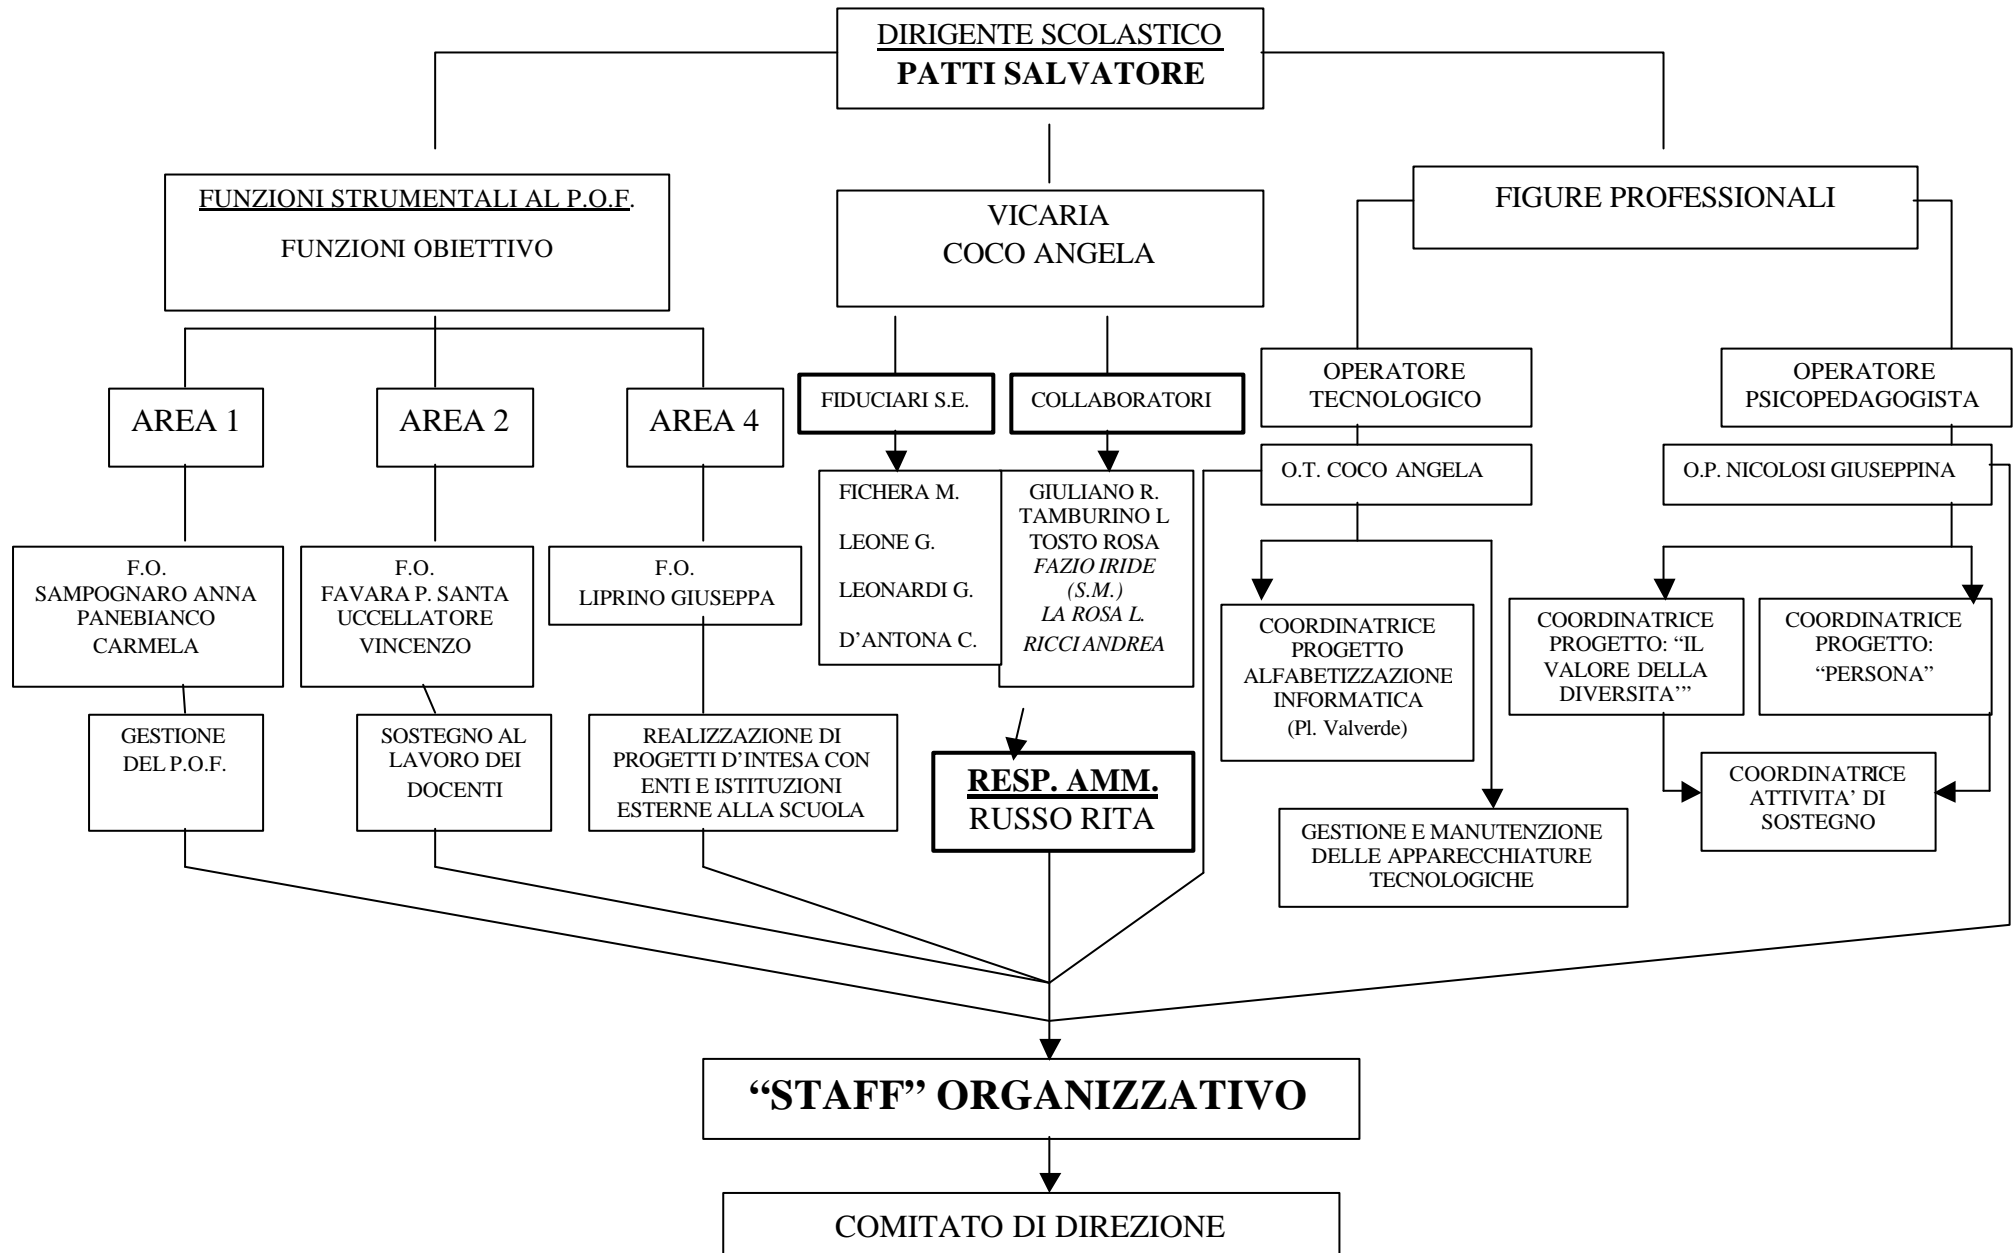 DIRIGENTE SCOLASTICO
PATTI SALVATORE
FUNZIONI STRUMENTALI AL P.O.F.
FUNZIONI OBIETTIVO
VICARIA
COCO ANGELA
FIGURE PROFESSIONALI
AREA 1
AREA 2
AREA 4
FIDUCIARI S.E.
COLLABORATORI
OPERATORE
TECNOLOGICO
OPERATORE
PSICOPEDAGOGISTA
O.T. COCO ANGELA
O.P. NICOLOSI GIUSEPPINA
F.O.
SAMPOGNARO ANNA
PANEBIANCO
CARMELA
F.O.
FAVARA P. SANTA
UCCELLATORE
VINCENZO
F.O.
LIPRINO GIUSEPPA
FICHERA M.
LEONE G.
LEONARDI G.
D’ANTONA C.
GIULIANO R.
TAMBURINO L
TOSTO ROSA
FAZIO IRIDE
(S.M.)
LA ROSA L.
RICCI ANDREA
COORDINATRICE
PROGETTO
ALFABETIZZAZIONE
INFORMATICA
(Pl. Valverde)
COORDINATRICE
PROGETTO: “IL
VALORE DELLA
DIVERSITA’”
COORDINATRICE
PROGETTO:
“PERSONA”
GESTIONE
DEL P.O.F.
SOSTEGNO AL
LAVORO DEI
DOCENTI
REALIZZAZIONE DI
PROGETTI D’INTESA CON
ENTI E ISTITUZIONI
ESTERNE ALLA SCUOLA
RESP. AMM.
RUSSO RITA
COORDINATRICE
ATTIVITA’ DI
SOSTEGNO
GESTIONE E MANUTENZIONE
DELLE APPARECCHIATURE
TECNOLOGICHE
“STAFF” ORGANIZZATIVO
COMITATO DI DIREZIONE